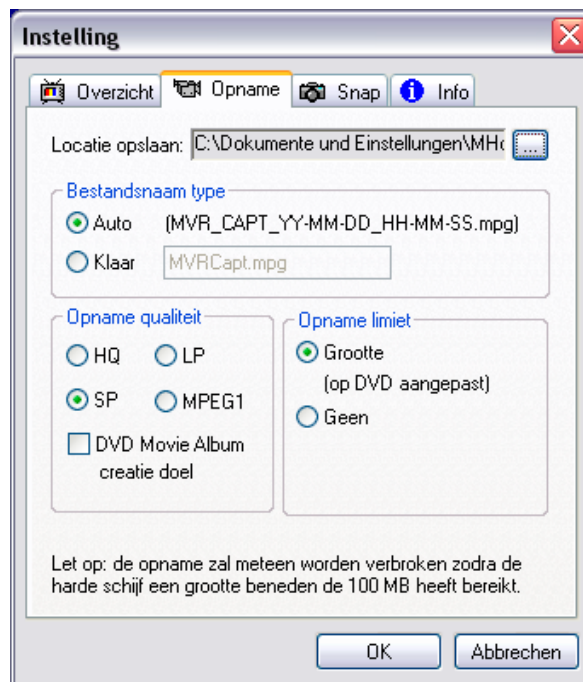 Instelling
Overzicht Opname Snap Info
Locatie opslaan: C:\Dokumente und Einstellungen\MH ...
Bestandsnaam type
Auto (MVR_CAPT_YY-MM-DD_HH-MM-SS.mpg)
Klaar MVRCapt.mpg
Opname qualiteit
HQ LP
SP MPEG1
DVD Movie Album
creatie doel
Opname limiet
Grootte
(op DVD aangepast)
Geen
Let op: de opname zal meteen worden verbroken zodra de
harde schijf een grootte beneden de 100 MB heeft bereikt.
OK Abbrechen